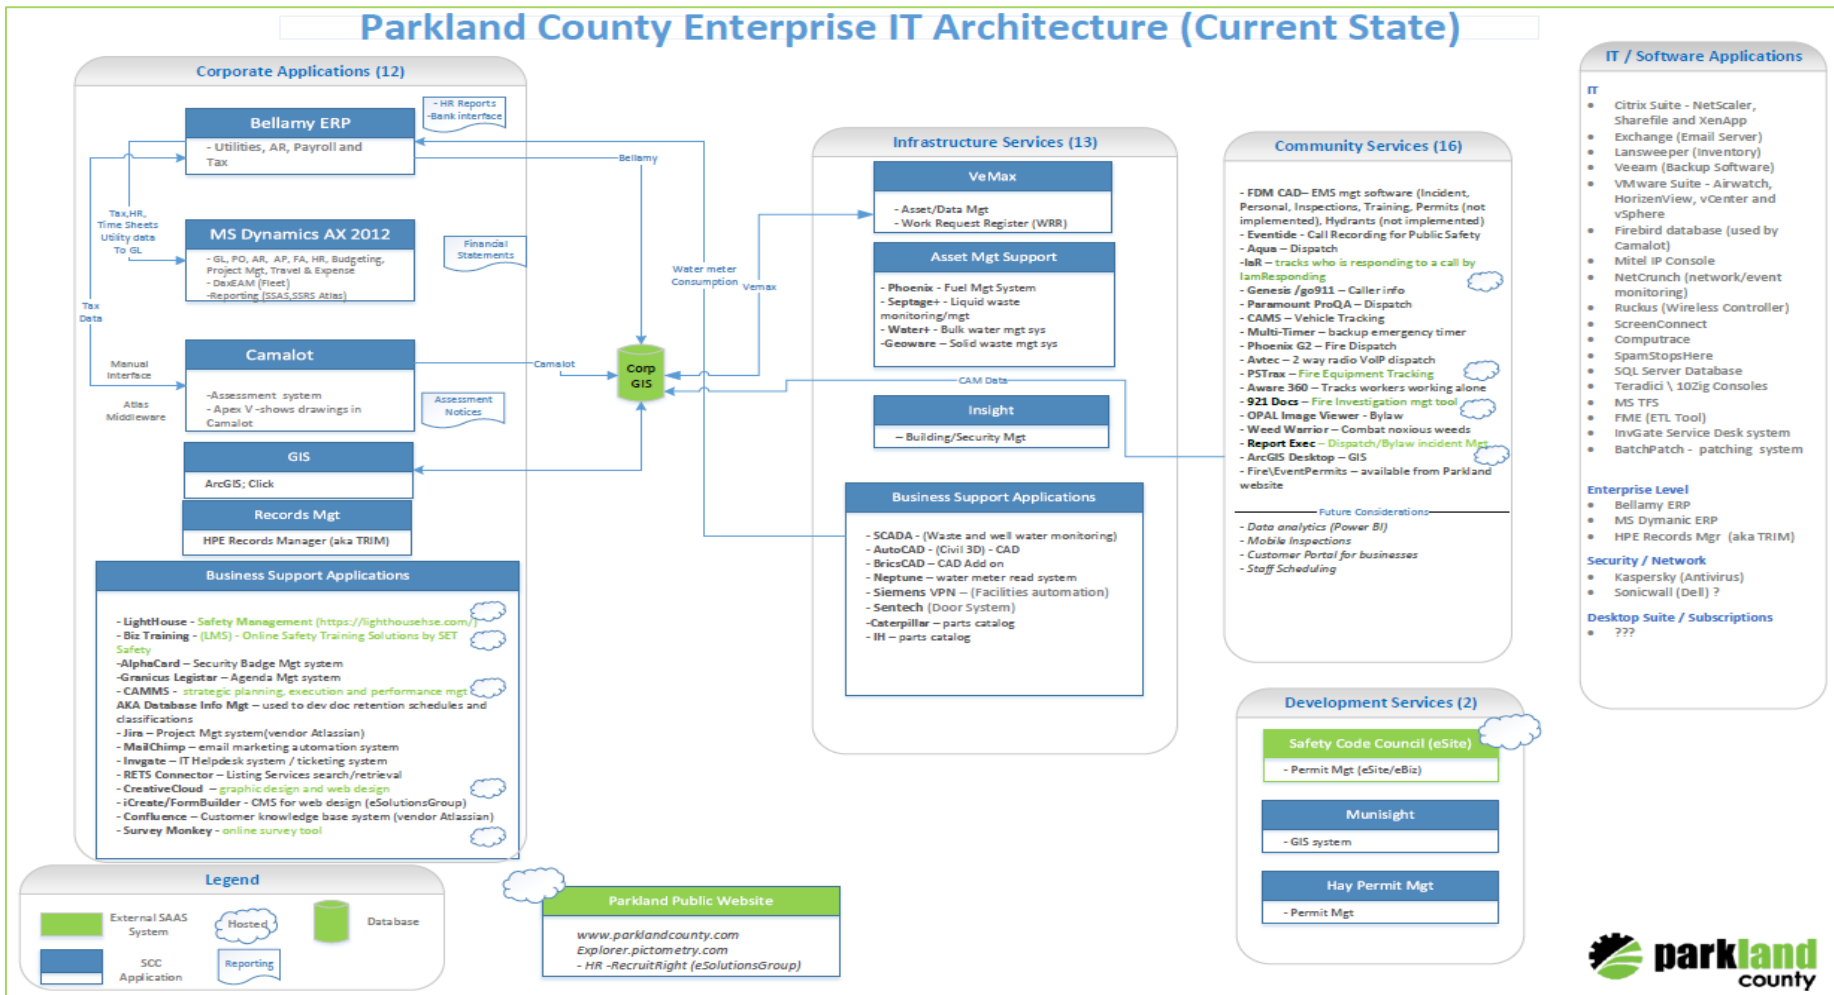 Parkland County Enterprise IT Architecture (Current State)
Corporate Applications (12)
Bellamy ERP
- Utilities, AR, Payroll and
Tax
- HR Reports
-Bank interface
Tax,HR,
Time Sheets
Utility data
To GL
MS Dynamics AX 2012
- GL, PO, AR, AP, FA, HR, Budgeting,
Project Mgt, Travel & Expense
- DaxEAM (Fleet)
-Reporting (SSAS,SSRS Atlas)
Financial
Statements
Tax
Data
Camalot
-Assessment system
- Apex V -shows drawings in
Camalot
Manual
Interface
Atlas
Middleware
Assessment
Notices
GIS
ArcGIS; Click
Records Mgt
HPE Records Manager (aka TRIM)
Business Support Applications
- LightHouse - Safety Management (https://lighthousehse.com/)
- Biz Training - (LMS) - Online Safety Training Solutions by SET
Safety
-AlphaCard – Security Badge Mgt system
-Granicus Legistar – Agenda Mgt system
- CAMMS - strategic planning, execution and performance mgt
AKA Database Info Mgt – used to dev doc retention schedules and
classifications
- Jira – Project Mgt system(vendor Atlassian)
- MailChimp – email marketing automation system
- Invgate – IT Helpdesk system / ticketing system
- RETS Connector – Listing Services search/retrieval
- CreativeCloud – graphic design and web design
- iCreate/FormBuilder - CMS for web design (eSolutionsGroup)
- Confluence – Customer knowledge base system (vendor Atlassian)
- Survey Monkey - online survey tool
Bellamy
Camalot
Corp
GIS
Water meter
Consumption
Vemax
CAM Data
Infrastructure Services (13)
VeMax
- Asset/Data Mgt
- Work Request Register (WRR)
Asset Mgt Support
- Phoenix - Fuel Mgt System
- Septage+ - Liquid waste
monitoring/mgt
- Water+ - Bulk water mgt sys
-Geoware – Solid waste mgt sys
Insight
– Building/Security Mgt
Business Support Applications
- SCADA - (Waste and well water monitoring)
- AutoCAD - (Civil 3D) - CAD
- BricsCAD – CAD Add on
- Neptune – water meter read system
- Siemens VPN – (Facilities automation)
- Sentech (Door System)
-Caterpillar – parts catalog
- IH – parts catalog
Community Services (16)
- FDM CAD– EMS mgt software (Incident,
Personal, Inspections, Training, Permits (not
implemented), Hydrants (not implemented)
- Eventide - Call Recording for Public Safety
- Aqua – Dispatch
-IaR – tracks who is responding to a call by
IamResponding
- Genesis /go911 – Caller info
- Paramount ProQA – Dispatch
- CAMS – Vehicle Tracking
- Multi-Timer – backup emergency timer
- Phoenix G2 – Fire Dispatch
- Avtec – 2 way radio VoIP dispatch
- PSTrax – Fire Equipment Tracking
- Aware 360 – Tracks workers working alone
- 921 Docs – Fire Investigation mgt tool
- OPAL Image Viewer - Bylaw
- Weed Warrior – Combat noxious weeds
- Report Exec – Dispatch/Bylaw incident Mgt
- ArcGIS Desktop – GIS
- Fire\EventPermits – available from Parkland
website
Future Considerations
- Data analytics (Power BI)
- Mobile Inspections
- Customer Portal for businesses
- Staff Scheduling
Development Services (2)
Safety Code Council (eSite)
- Permit Mgt (eSite/eBiz)
Munisight
- GIS system
Hay Permit Mgt
- Permit Mgt
IT / Software Applications
IT
• Citrix Suite - NetScaler,
Sharefile and XenApp
• Exchange (Email Server)
• Lansweeper (Inventory)
• Veeam (Backup Software)
• VMware Suite - Airwatch,
HorizenView, vCenter and
vSphere
• Firebird database (used by
Camalot)
• Mitel IP Console
• NetCrunch (network/event
monitoring)
• Ruckus (Wireless Controller)
• ScreenConnect
• Computrace
• SpamStopsHere
• SQL Server Database
• Teradici \ 10Zig Consoles
• MS TFS
• FME (ETL Tool)
• InvGate Service Desk system
• BatchPatch - patching system
Enterprise Level
• Bellamy ERP
• MS Dymanic ERP
• HPE Records Mgr (aka TRIM)
Security / Network
• Kaspersky (Antivirus)
• Sonicwall (Dell) ?
Desktop Suite / Subscriptions
• ???
Legend
External SAAS
System
Hosted
Database
SCC
Application
Reporting
Parkland Public Website
www.parklandcounty.com
Explorer.pictometry.com
- HR -RecruitRight (eSolutionsGroup)
parkland
county